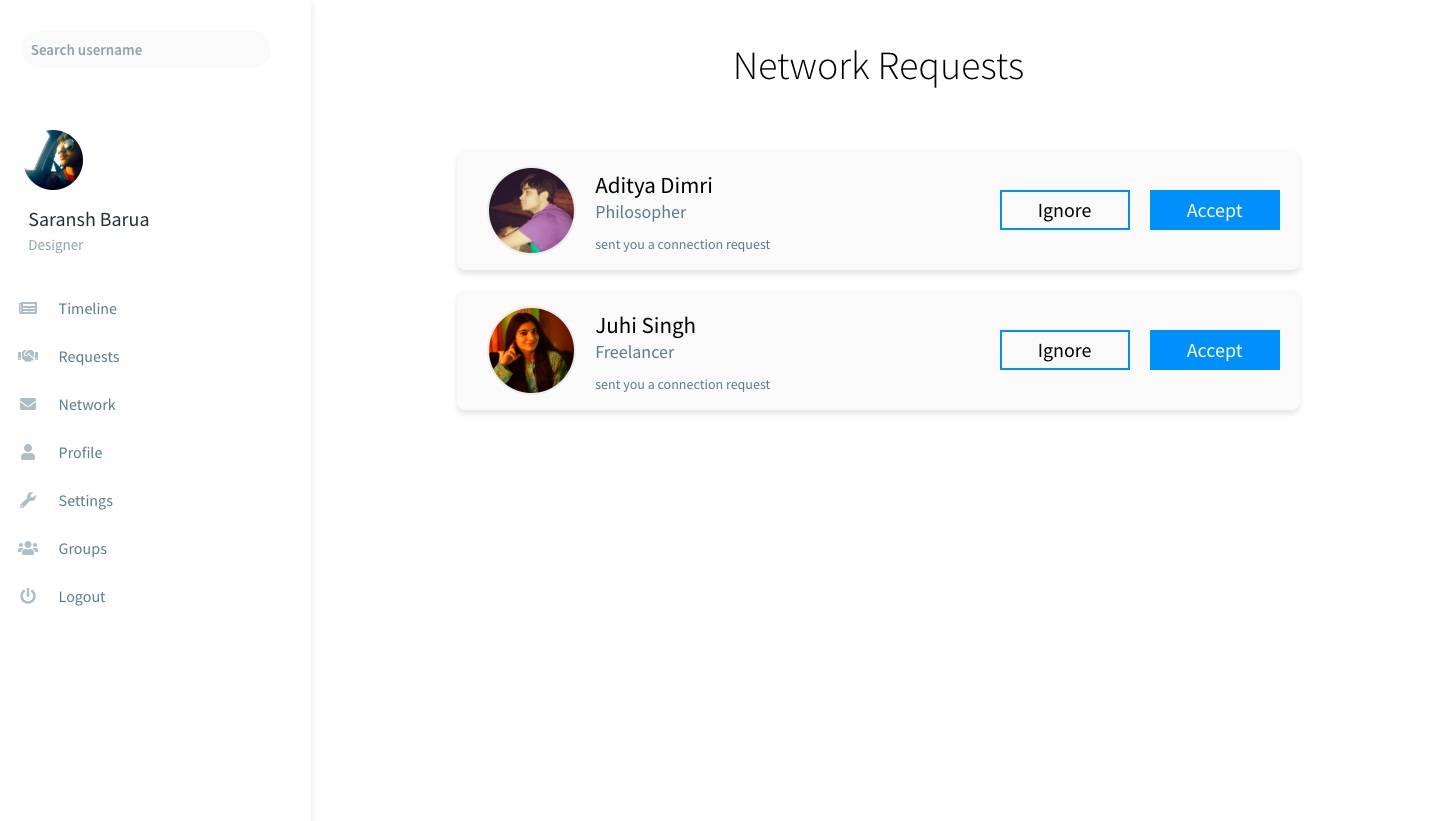 Search username
Saransh Barua
Designer
Timeline
Requests
Network
Profile
Settings
Groups
Logout
Network Requests
Aditya Dimri
Philosopher
sent you a connection request
Ignore
Accept
Juhi Singh
Freelancer
sent you a connection request
Ignore
Accept